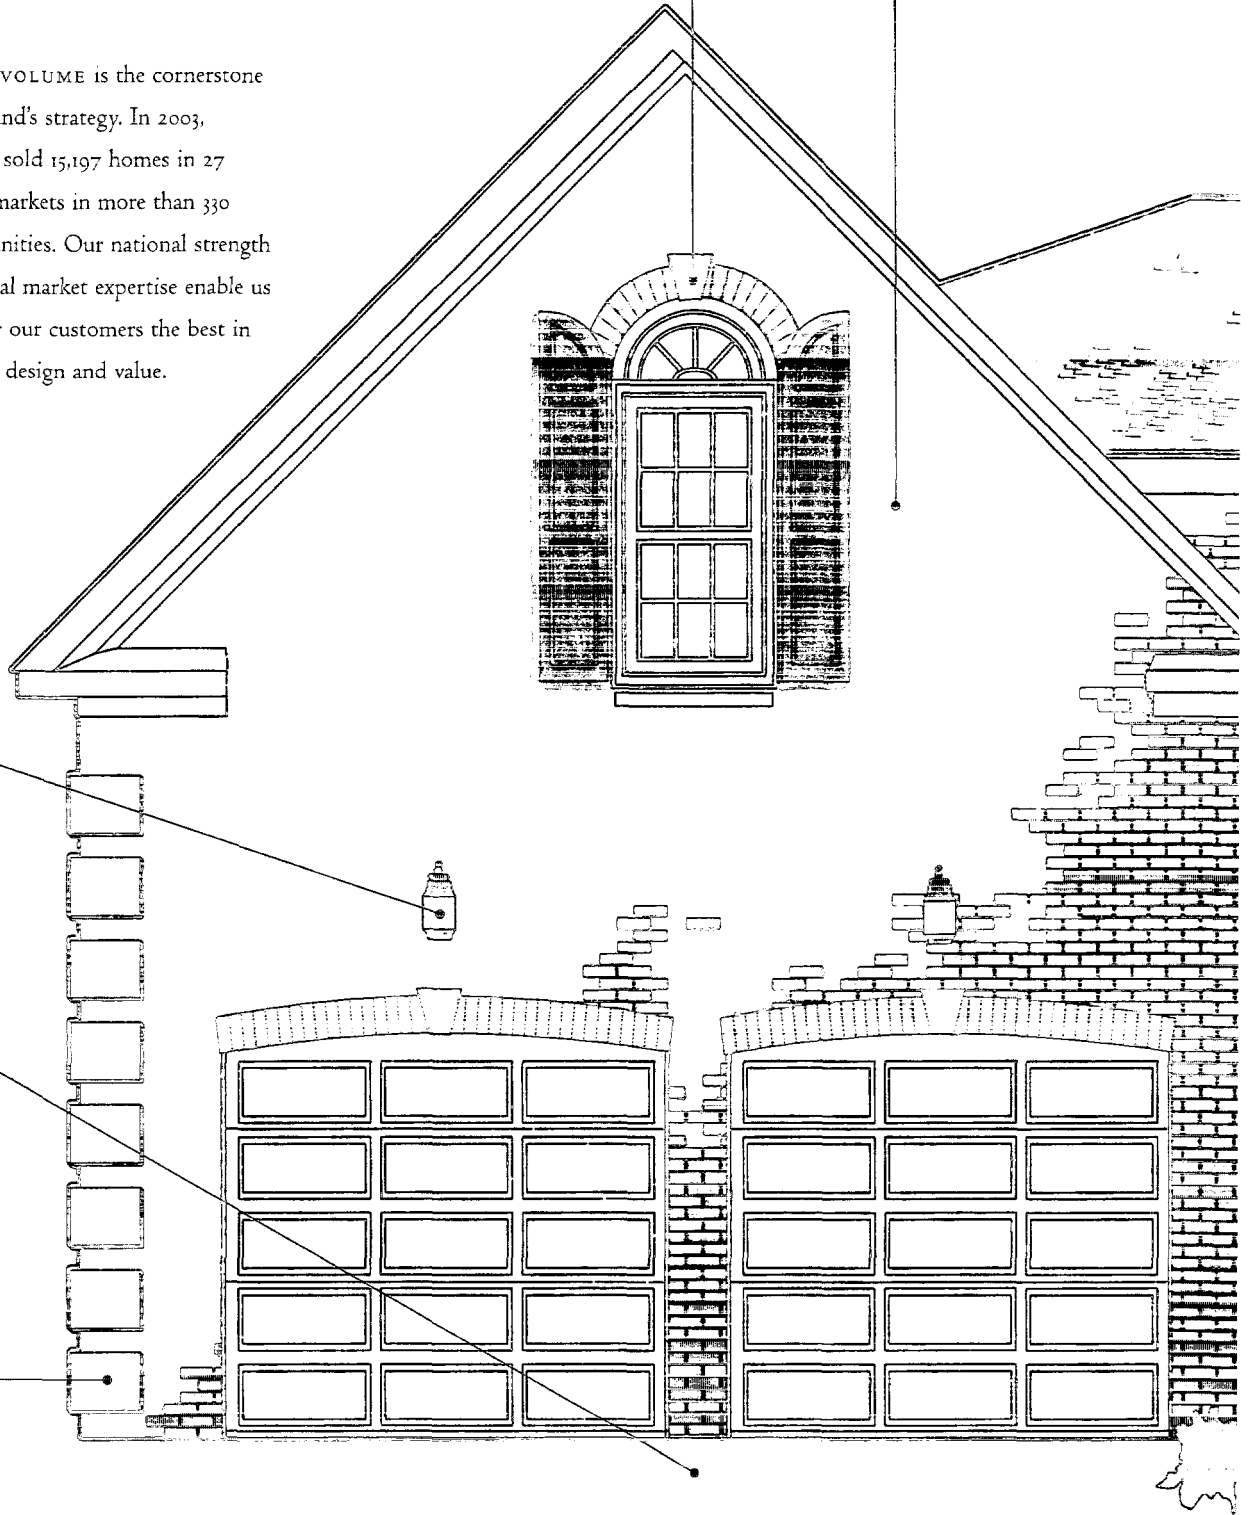 VOLUME is the cornerstone
nd's strategy. In 2003,
sold 15,197 homes in 27
markets in more than 330
nities. Our national strength
al market expertise enable us
r our customers the best in
design and value.